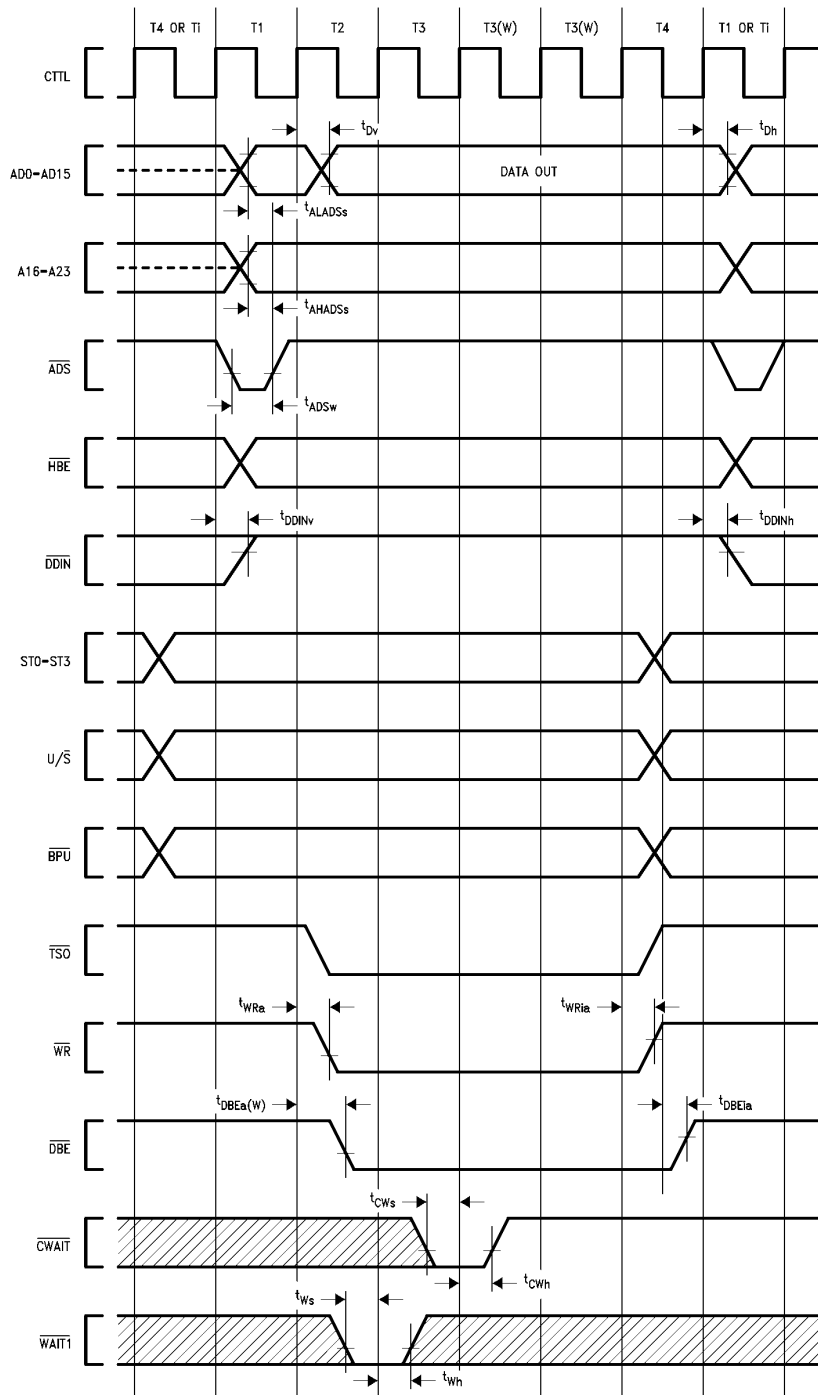 T4 OR Ti T1 T2 T3 T3(W) T3(W) T4 T1 OR Ti
CTTL
tDv tDh
AD0-AD15 DATA OUT
tALADSs
A16-A23
tAHADSs
ADS
tADSw
HBE
tDDINv tDDINh
DDIN
ST0-ST3
U/S
BPU
TSO
tWRa tWRia
WR
tDBEa(W) tDBEia
DBE
tCWs
CWAIT
tCWh
tWs
WAIT1
tWh